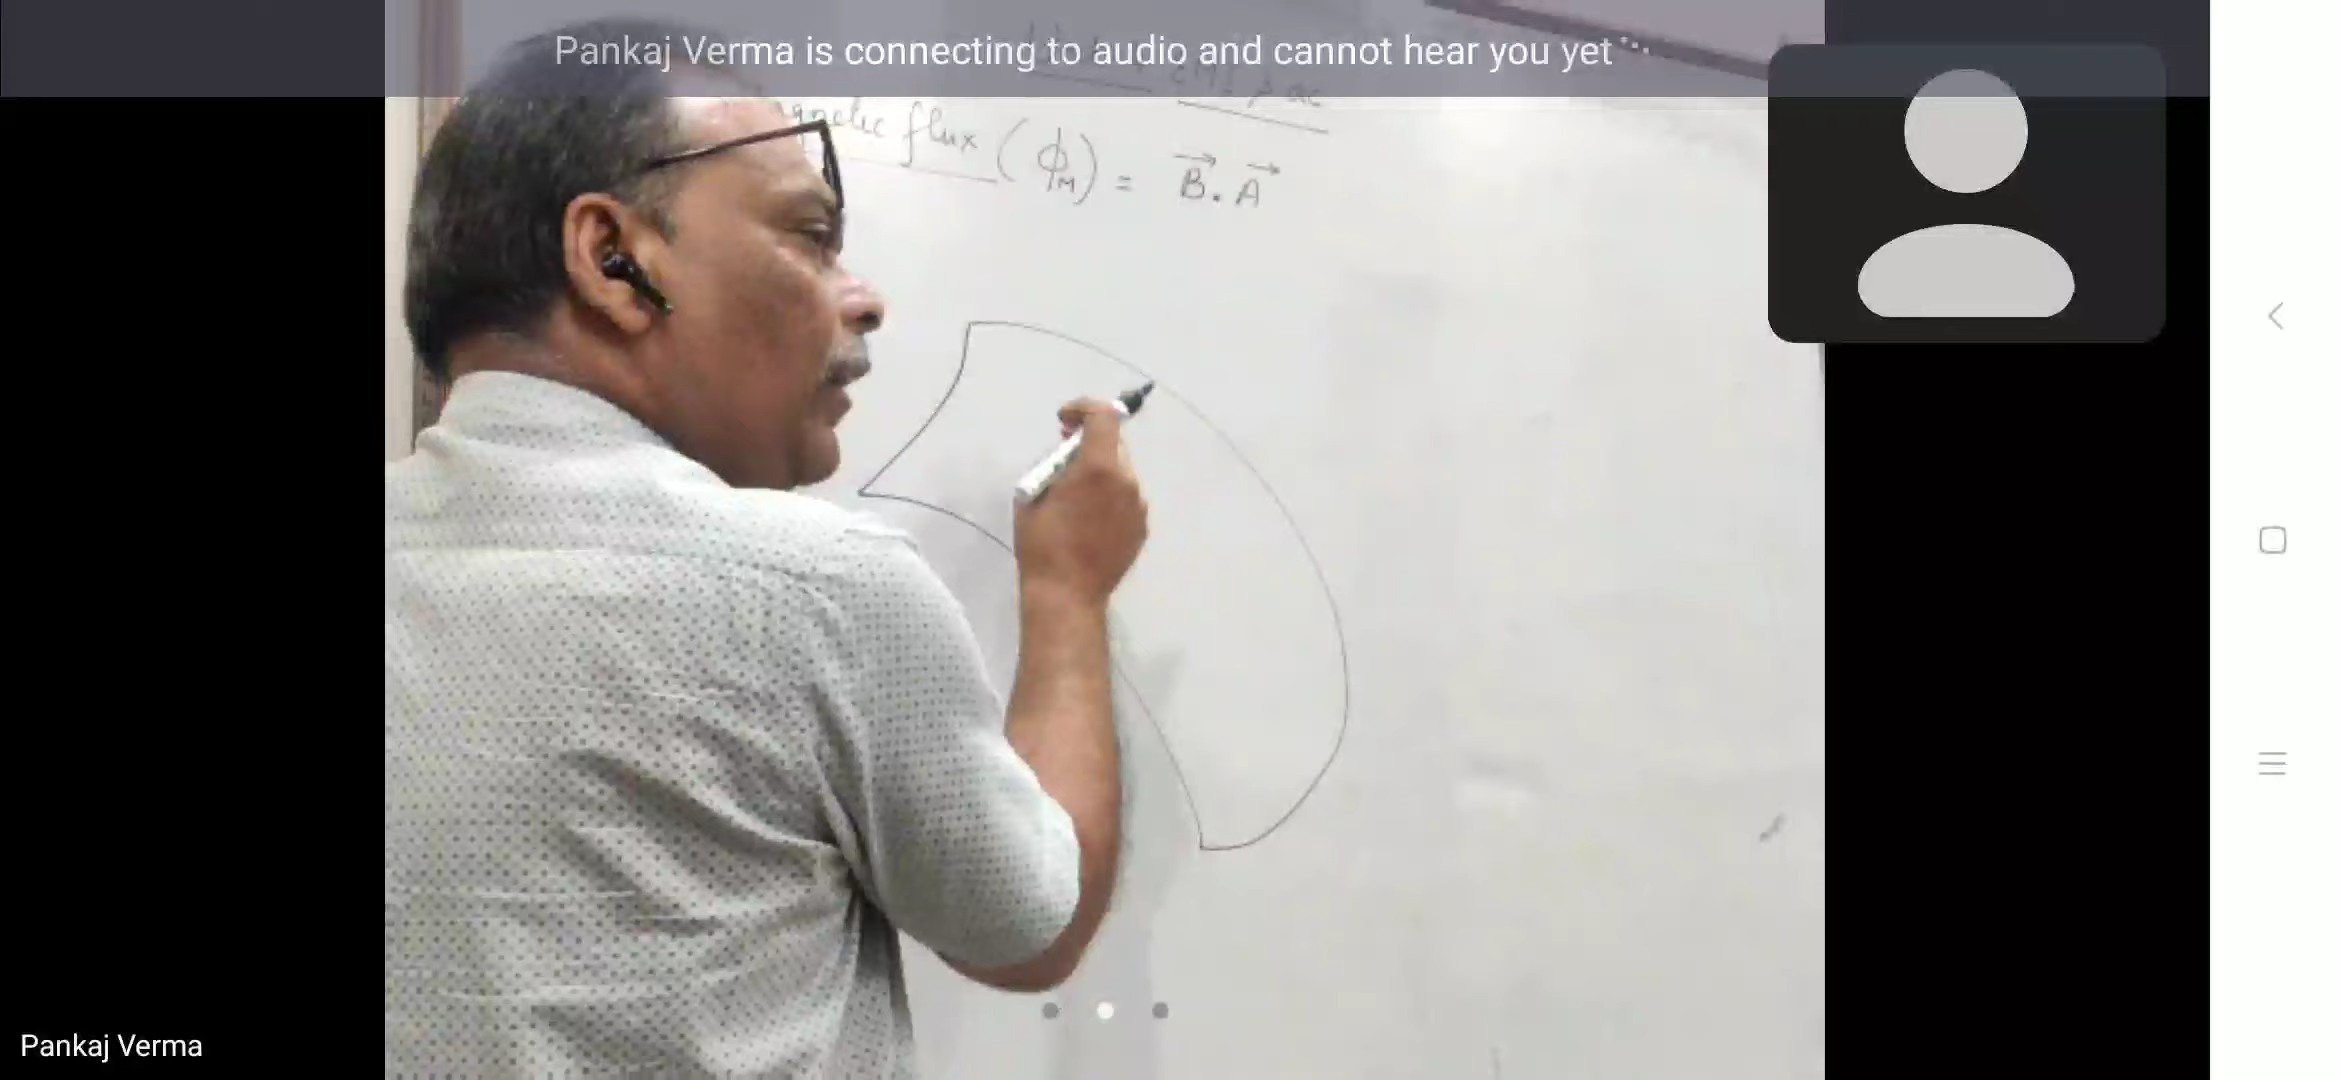 Pankaj Verma is connecting to audio and cannot hear you yet ...
flux (ϕM) = B⃗. A⃗
Pankaj Verma